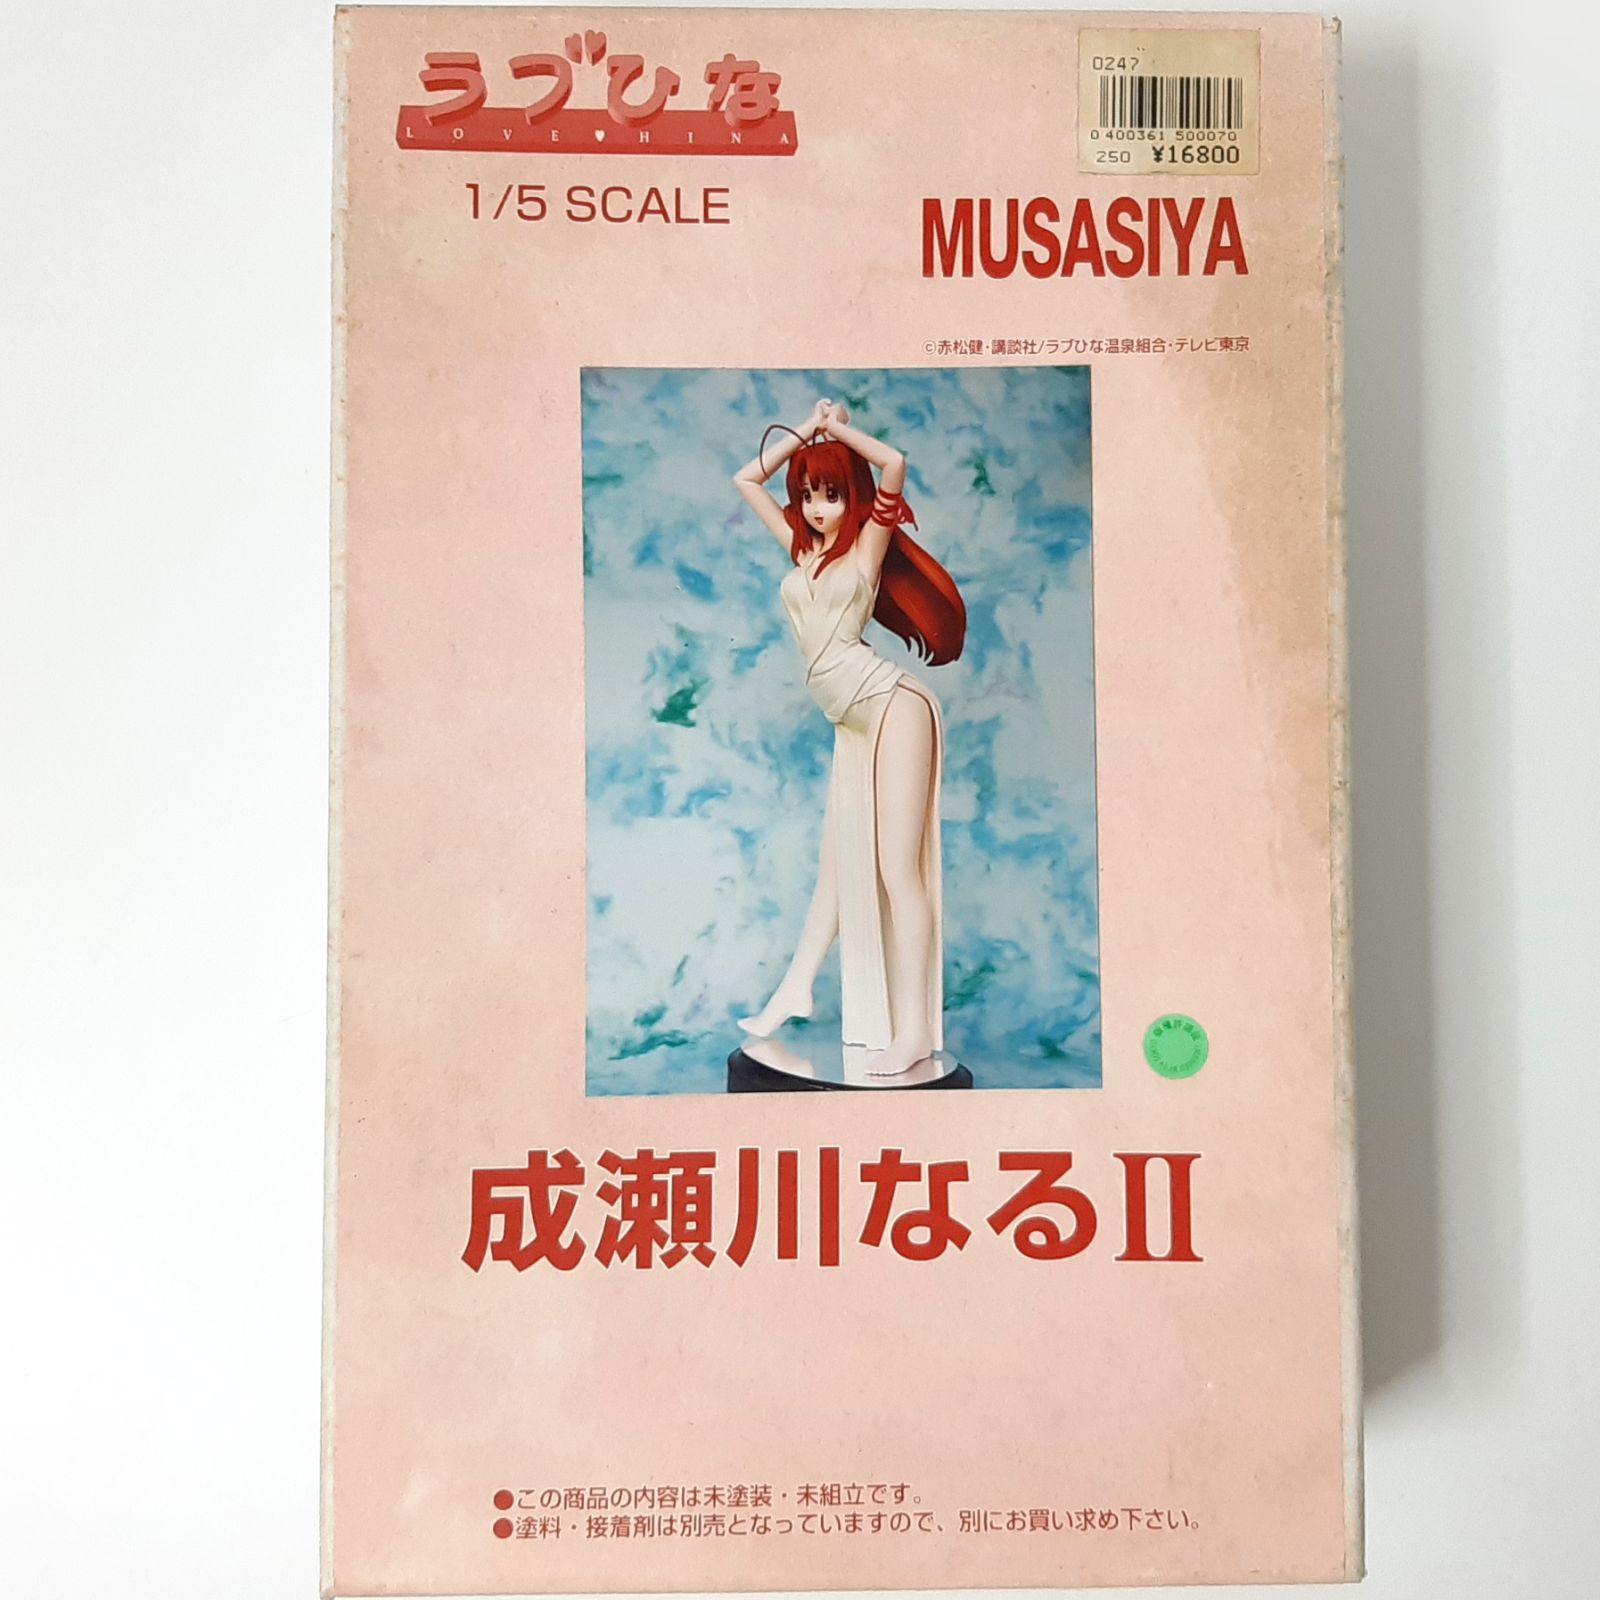 ラブひな
LOVE♥HINA
1/5 SCALE
0247
0 400361 500070
250 ¥16800
MUSASIYA
©赤松健・講談社/ラブひな温泉組合・テレビ東京
成瀬川なるII
●この商品の内容は未塗装・未組立です。
●塗料・接着剤は別売となっていますので、別にお買い求め下さい。